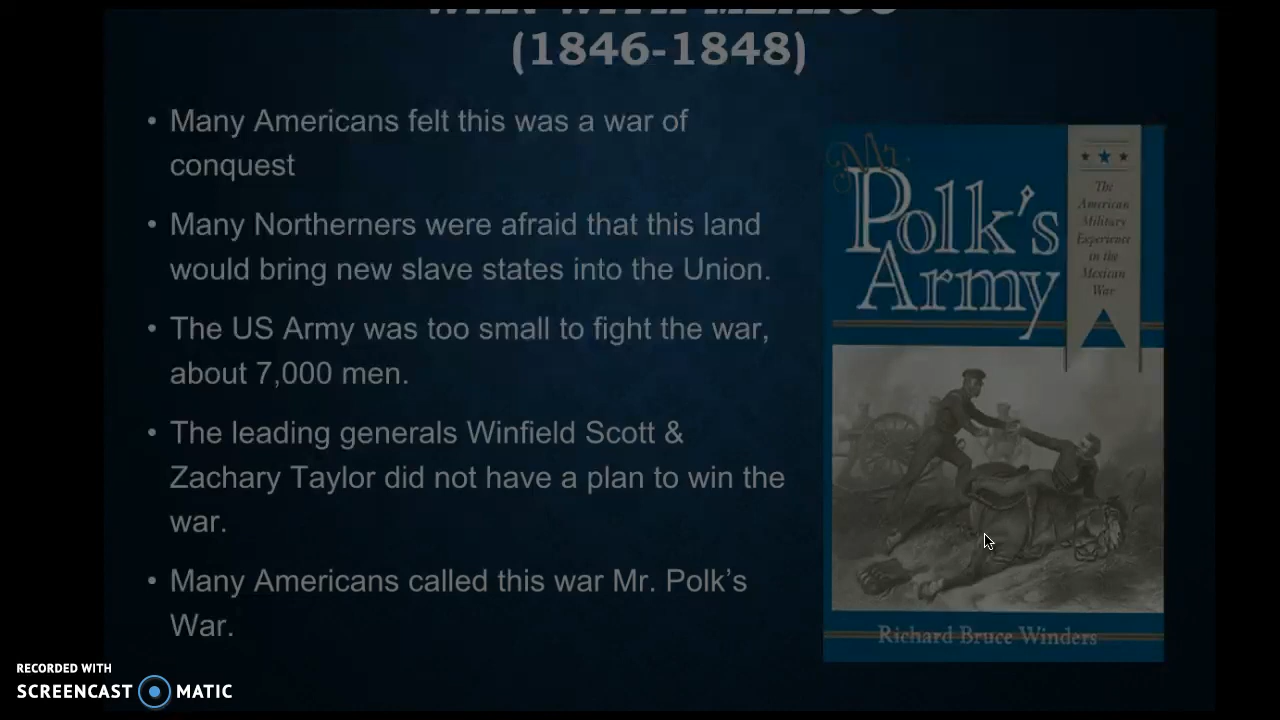 WAR WITH MEXICO
(1846-1848)
• Many Americans felt this was a war of
conquest
• Many Northerners were afraid that this land
would bring new slave states into the Union.
• The US Army was too small to fight the war,
about 7,000 men.
• The leading generals Winfield Scott &
Zachary Taylor did not have a plan to win the
war.
• Many Americans called this war Mr. Polk’s
War.
Mr.
Polk’s
Army
The
American
Military
Experience
in the
Mexican
War
Richard Bruce Winders
RECORDED WITH
SCREENCAST MATIC